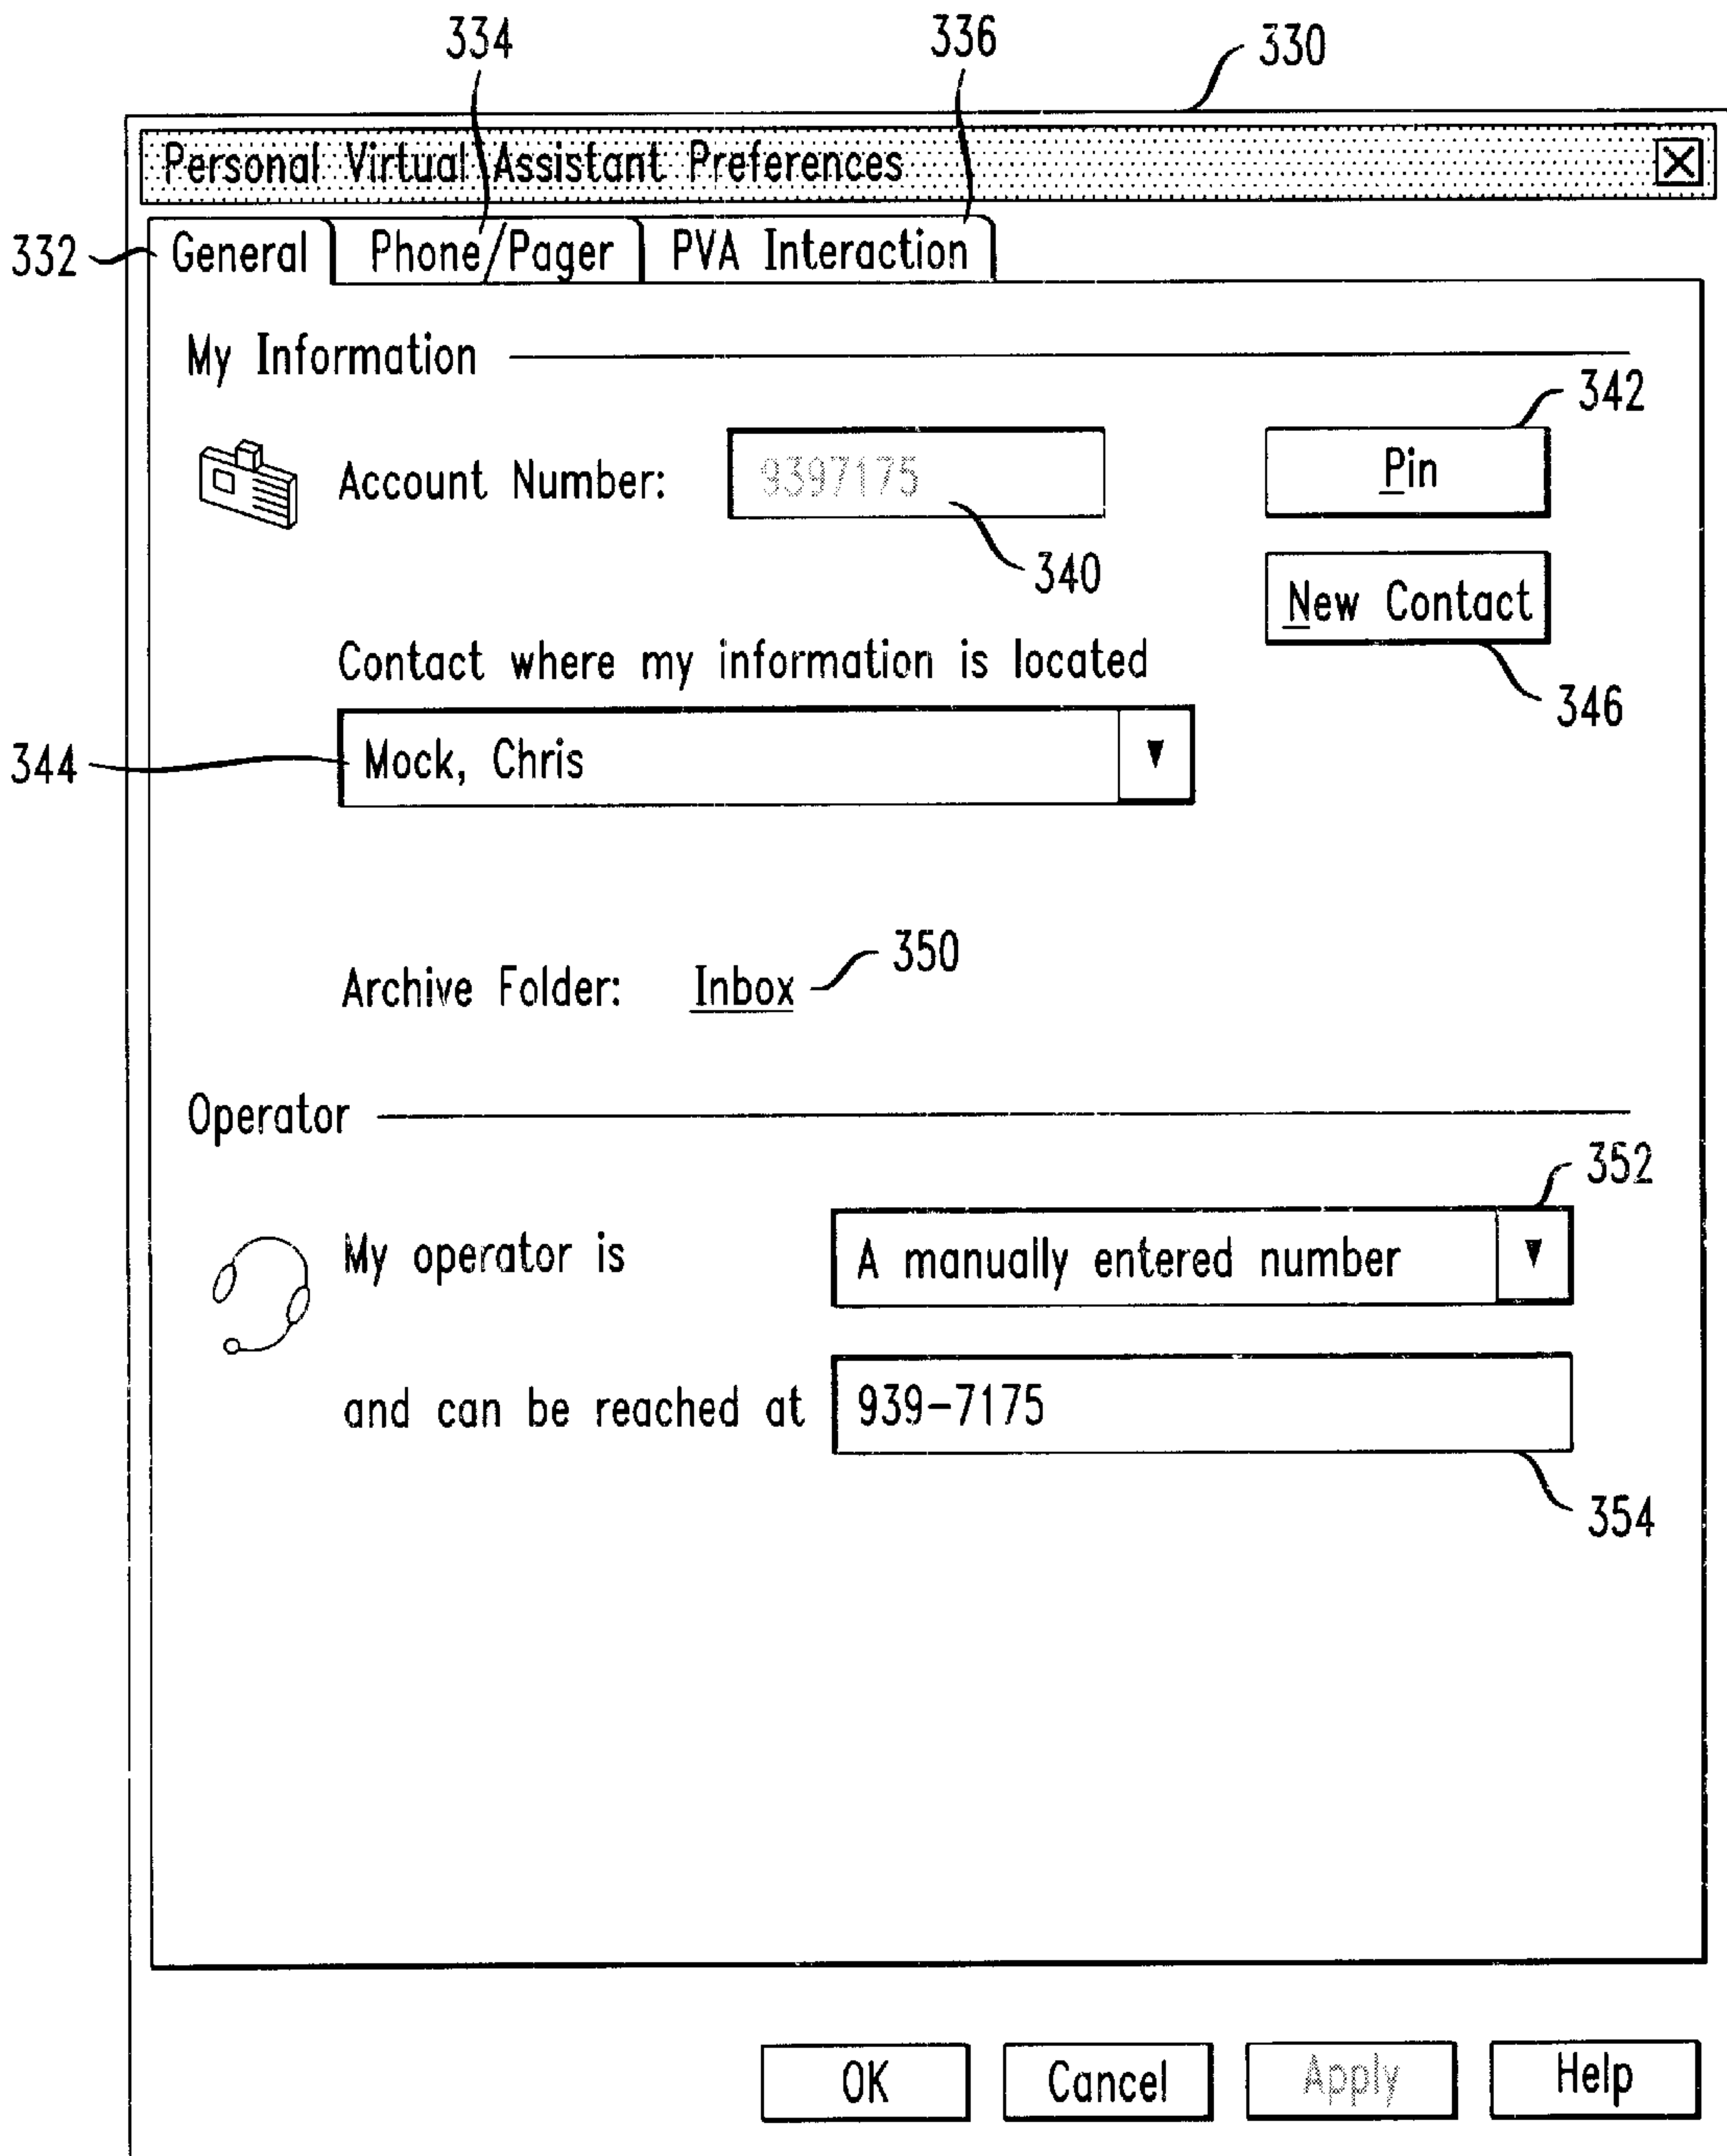 334 336 330
Personal Virtual Assistant Preferences
332 General Phone/Pager PVA Interaction
My Information
342
Account Number: 9397175 Pin
340
New Contact
Contact where my information is located
346
344 Mock, Chris
350
Archive Folder: Inbox
Operator
352
My operator is A manually entered number
and can be reached at 939-7175
354
OK Cancel Apply Help